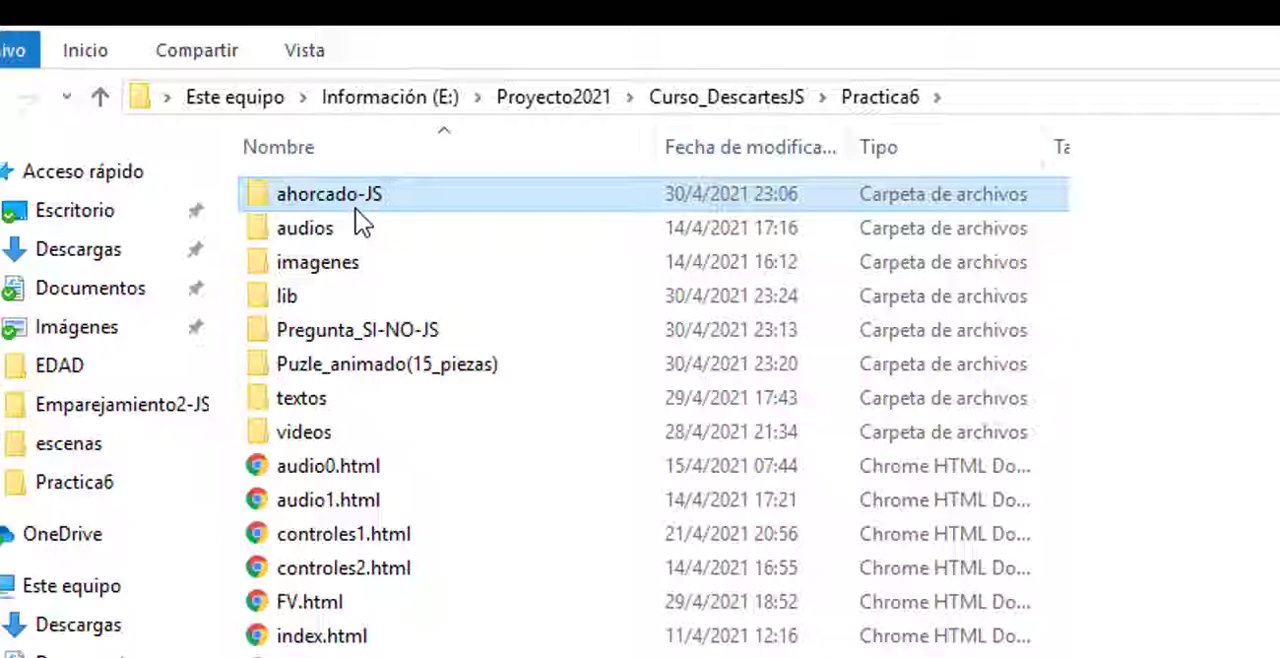 ivo Inicio Compartir Vista
Este equipo > Información (E:) > Proyecto2021 > Curso_DescartesJS > Practica6 >
Nombre Fecha de modifica... Tipo Ta
Acceso rápido
Escritorio
Descargas
Documentos
Imágenes
EDAD
Emparejamiento2-JS
escenas
Practica6
OneDrive
Este equipo
Descargas
ahorcado-JS 30/4/2021 23:06 Carpeta de archivos
audios 14/4/2021 17:16 Carpeta de archivos
imagenes 14/4/2021 16:12 Carpeta de archivos
lib 30/4/2021 23:24 Carpeta de archivos
Pregunta_SI-NO-JS 30/4/2021 23:13 Carpeta de archivos
Puzle_animado(15_piezas) 30/4/2021 23:20 Carpeta de archivos
textos 29/4/2021 17:43 Carpeta de archivos
videos 28/4/2021 21:34 Carpeta de archivos
audio0.html 15/4/2021 07:44 Chrome HTML Do...
audio1.html 14/4/2021 17:21 Chrome HTML Do...
controles1.html 21/4/2021 20:56 Chrome HTML Do...
controles2.html 14/4/2021 16:55 Chrome HTML Do...
FV.html 29/4/2021 18:52 Chrome HTML Do...
index.html 11/4/2021 12:16 Chrome HTML Do...